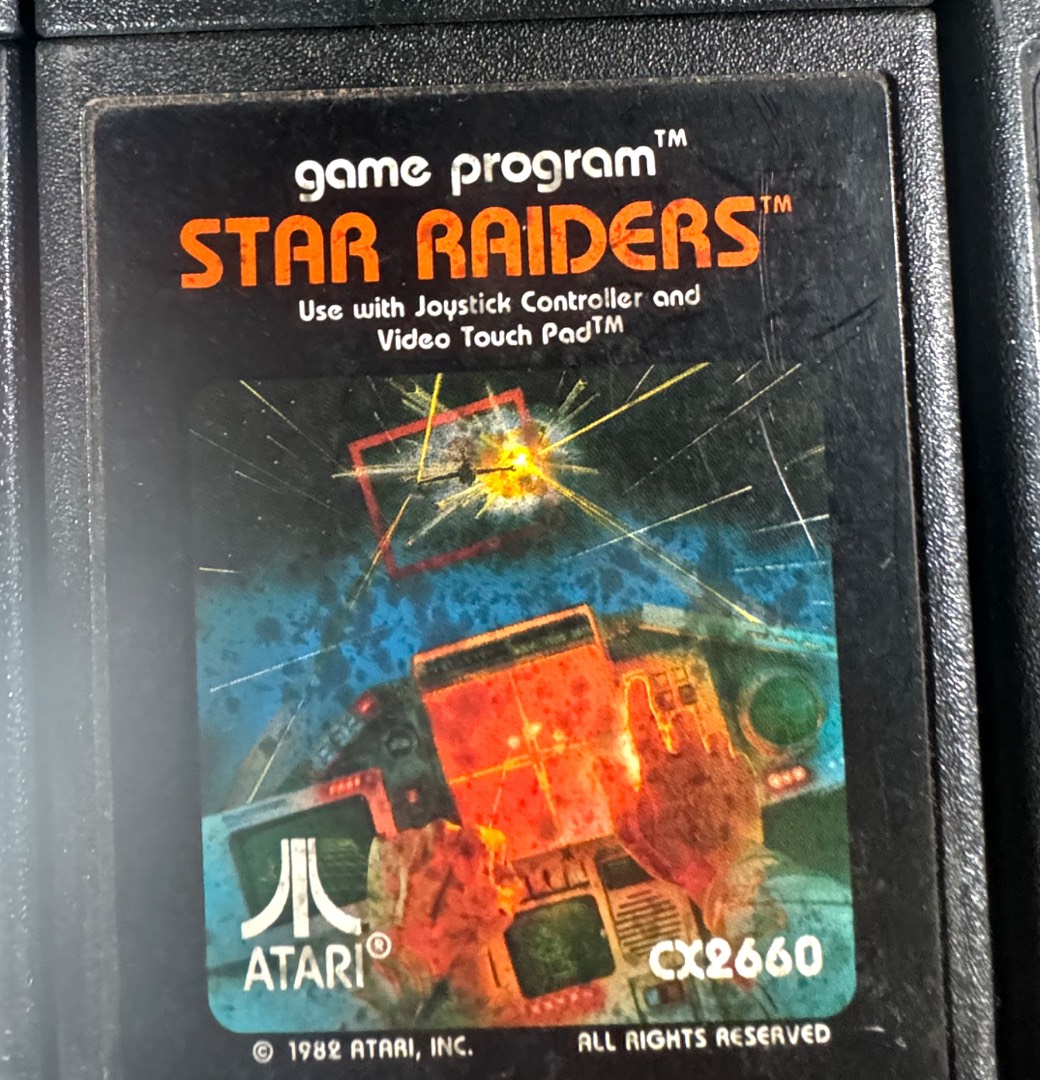 game program™
STAR RAIDERS™
Use with Joystick Controller and
Video Touch Pad™
ATARI®
CX2660
© 1982 ATARI, INC.
ALL RIGHTS RESERVED